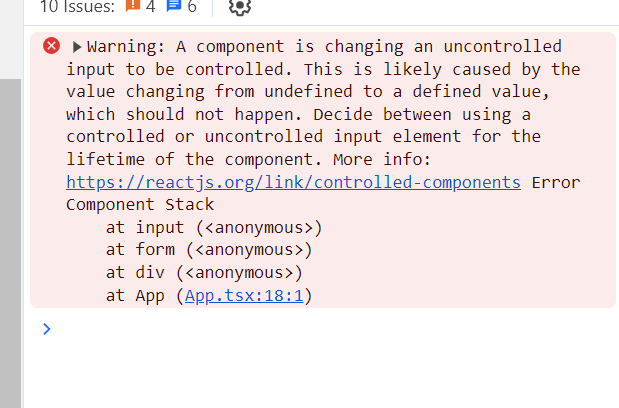 10 Issues: 4 6
Warning: A component is changing an uncontrolled
input to be controlled. This is likely caused by the
value changing from undefined to a defined value,
which should not happen. Decide between using a
controlled or uncontrolled input element for the
lifetime of the component. More info:
https://reactjs.org/link/controlled-components Error
Component Stack
at input (<anonymous>)
at form (<anonymous>)
at div (<anonymous>)
at App (App.tsx:18:1)